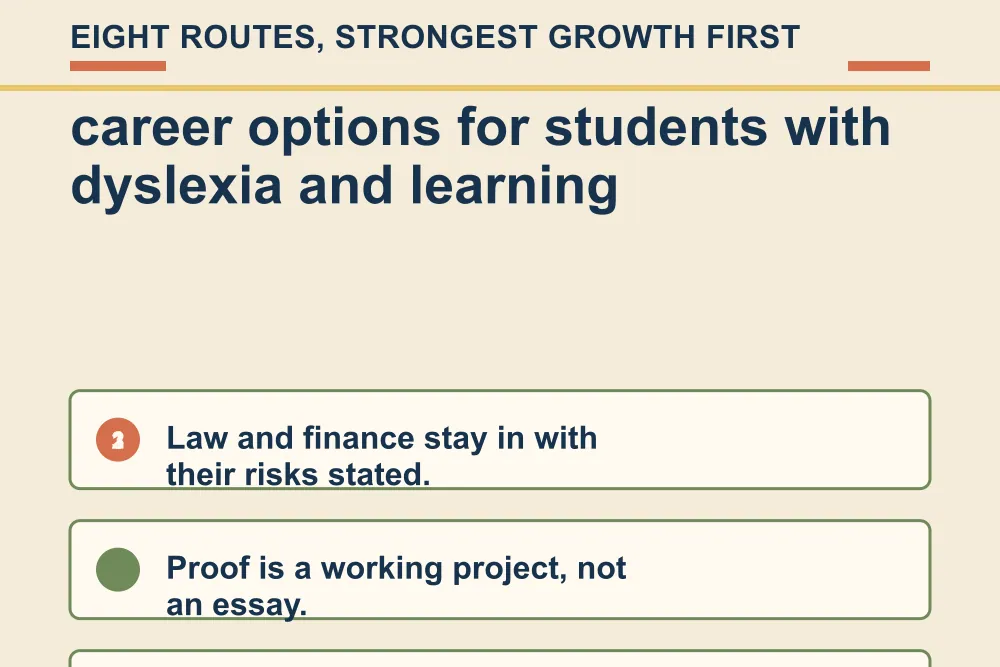 EIGHT ROUTES, STRONGEST GROWTH FIRST
career options for students with
dyslexia and learning
Law and finance stay in with
their risks stated.
Proof is a working project, not
an essay.